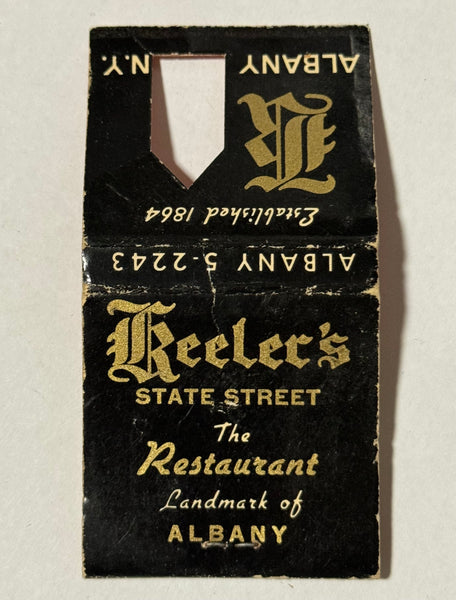 Keeler's
STATE STREET
The
Restaurant
Landmark of
ALBANY
ALBANY 5-2243
Established 1864
K
ALBANY N.Y.